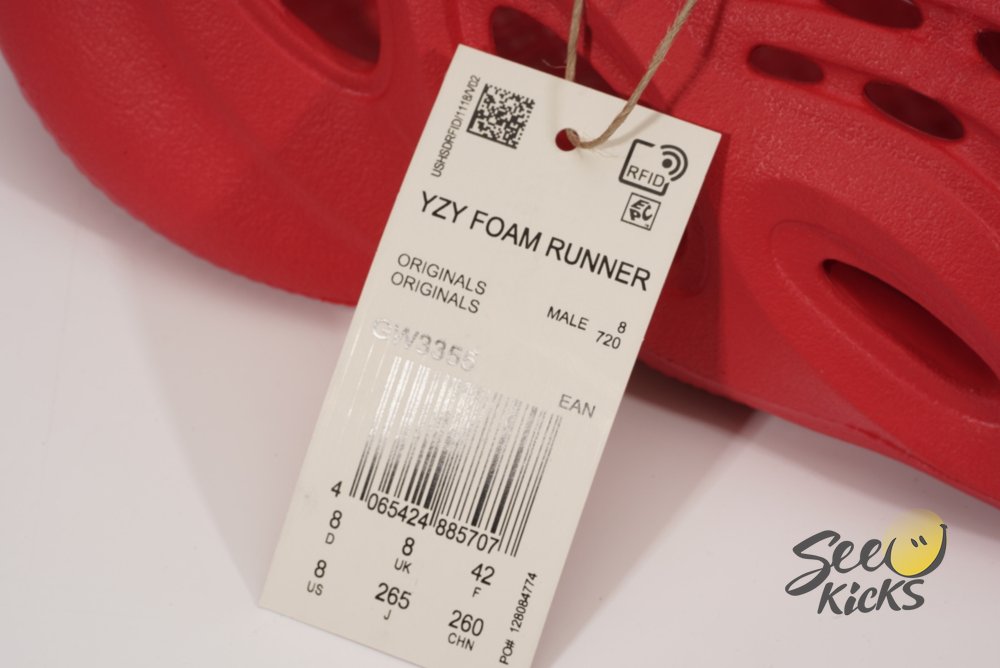 USHSDRFID/1118/V02
RFID
EPC
YZY FOAM RUNNER
ORIGINALS
ORIGINALS
MALE 8
720
GW3355
EAN
4 065424 885707
8 D
8 UK
42 F
8 US
265 J
260 CHN
PO# 128084774
See Kicks